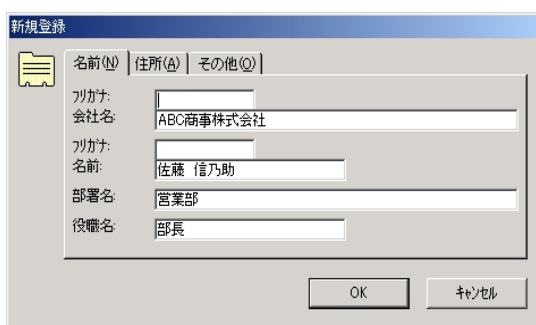 新規登録
名前(N) 住所(A) その他(O)
ﾌﾘｶﾞﾅ:
会社名: ABC商事株式会社
ﾌﾘｶﾞﾅ:
名前: 佐藤 信乃助
部署名: 営業部
役職名: 部長
OK ｷｬﾝｾﾙ